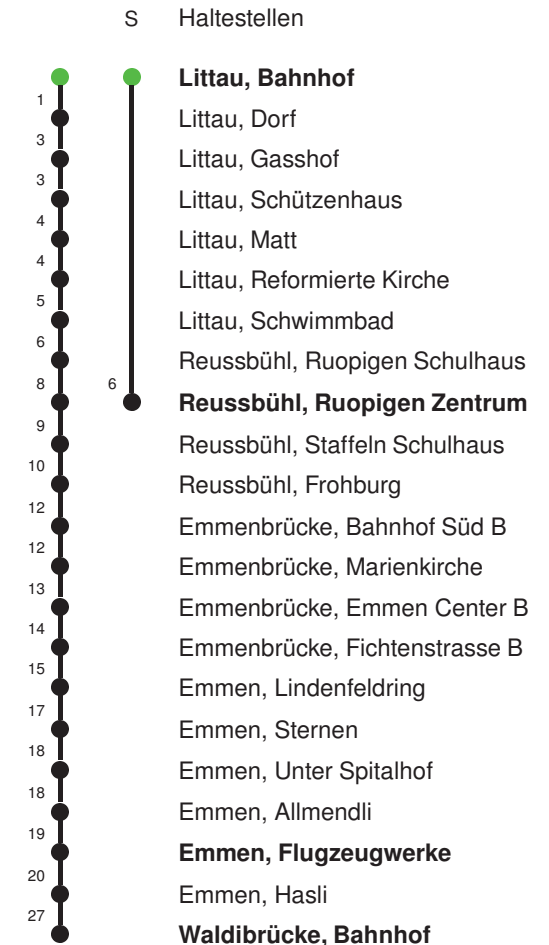 S Haltestellen
Littau, Bahnhof
1 Littau, Dorf
3 Littau, Gasshof
3 Littau, Schützenhaus
4 Littau, Matt
4 Littau, Reformierte Kirche
5 Littau, Schwimmbad
6 Reussbühl, Ruopigen Schulhaus
8 6 Reussbühl, Ruopigen Zentrum
9 Reussbühl, Staffeln Schulhaus
10 Reussbühl, Frohburg
12 Emmenbrücke, Bahnhof Süd B
12 Emmenbrücke, Marienkirche
13 Emmenbrücke, Emmen Center B
14 Emmenbrücke, Fichtenstrasse B
15 Emmen, Lindenfeldring
17 Emmen, Sternen
18 Emmen, Unter Spitalhof
18 Emmen, Allmendli
19 Emmen, Flugzeugwerke
20 Emmen, Hasli
27 Waldibrücke, Bahnhof